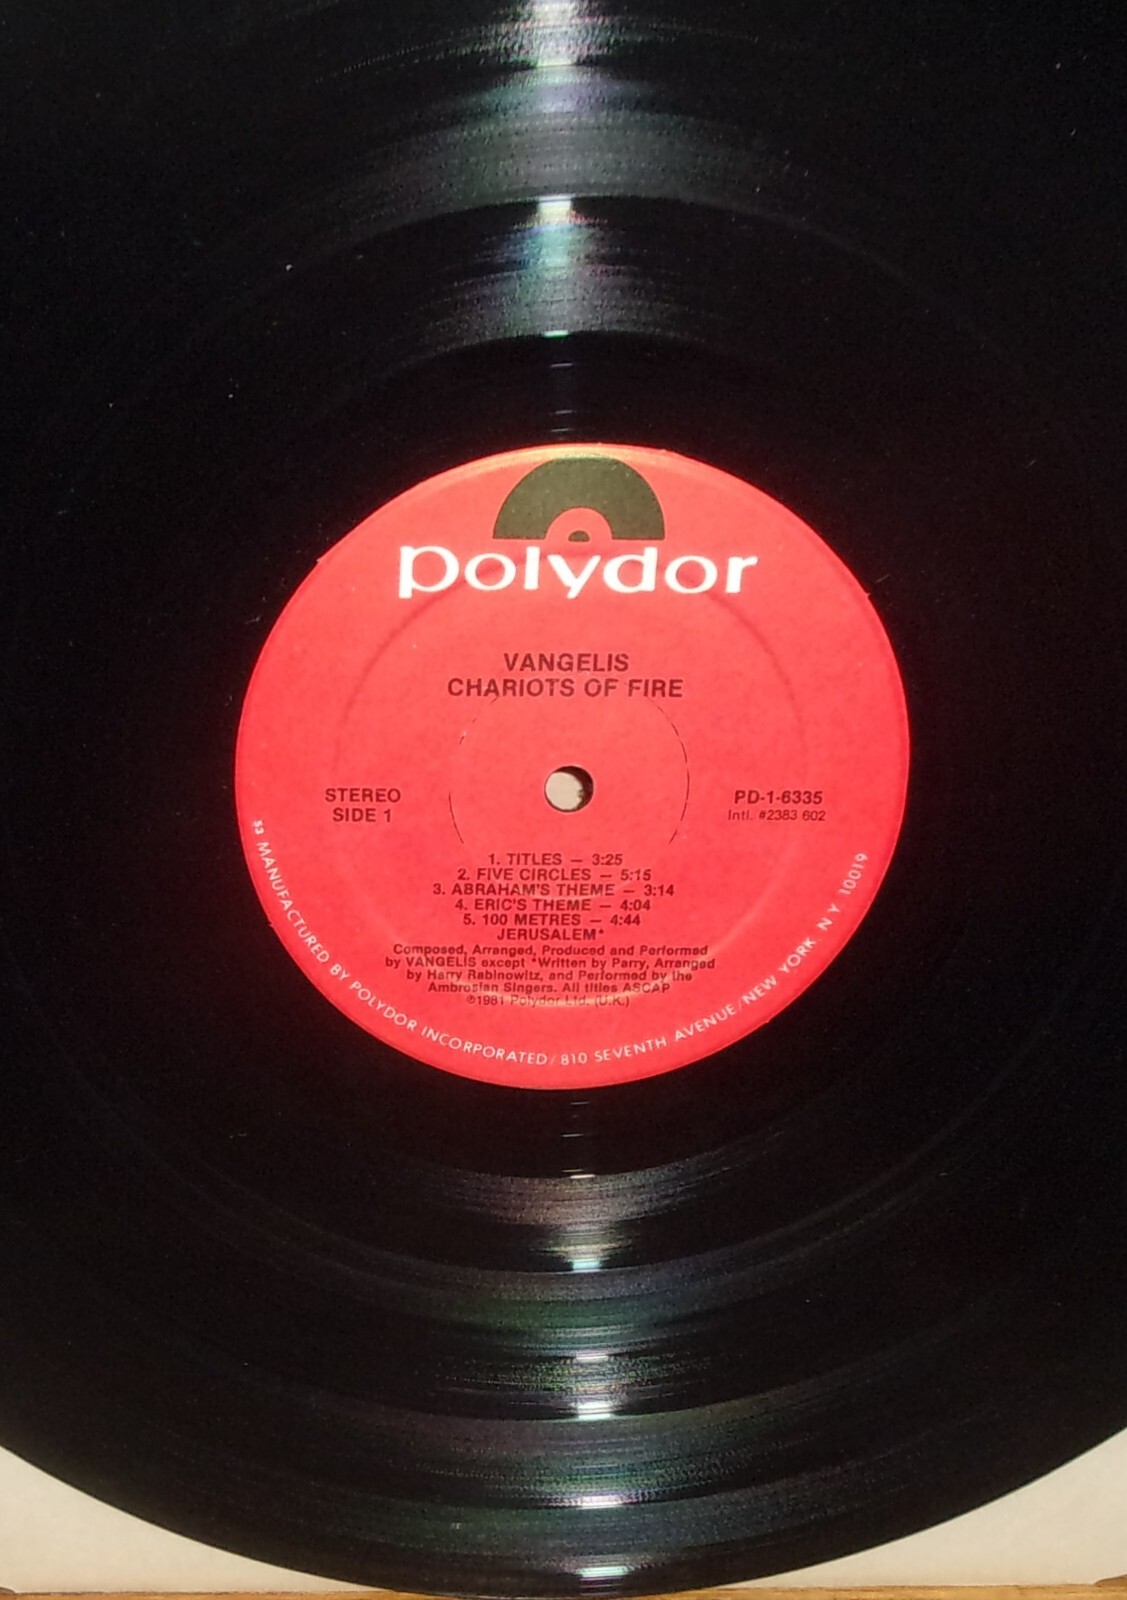 polydor
VANGELIS
CHARIOTS OF FIRE
STEREO
SIDE 1
PD-1-6335
Intl. #2383 602
1. TITLES – 3:25
2. FIVE CIRCLES – 5:15
3. ABRAHAM'S THEME – 3:14
4. ERIC'S THEME – 4:04
5. 100 METRES – 4:44
JERUSALEM*
Composed, Arranged, Produced and Performed
by VANGELIS except *Written by Parry, Arranged
by Harry Rabinowitz, and Performed by the
Ambrosian Singers. All titles ASCAP
℗1981 Polydor Ltd. (U.K.)
53 MANUFACTURED BY POLYDOR INCORPORATED/810 SEVENTH AVENUE/NEW YORK N Y 10019